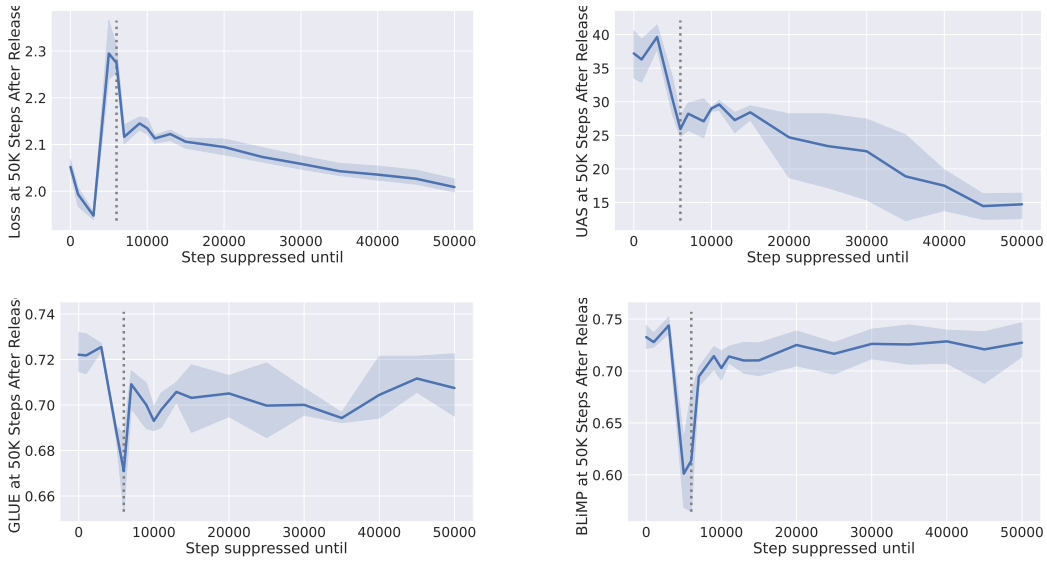 Loss at 50K Steps After Release
2.3
2.2
2.1
2.0
0 10000 20000 30000 40000 50000
Step suppressed until
UAS at 50K Steps After Release
40
35
30
25
20
15
0 10000 20000 30000 40000 50000
Step suppressed until
GLUE at 50K Steps After Releas
0.74
0.72
0.70
0.68
0.66
0 10000 20000 30000 40000 50000
Step suppressed until
BLiMP at 50K Steps After Releas
0.75
0.70
0.65
0.60
0 10000 20000 30000 40000 50000
Step suppressed until